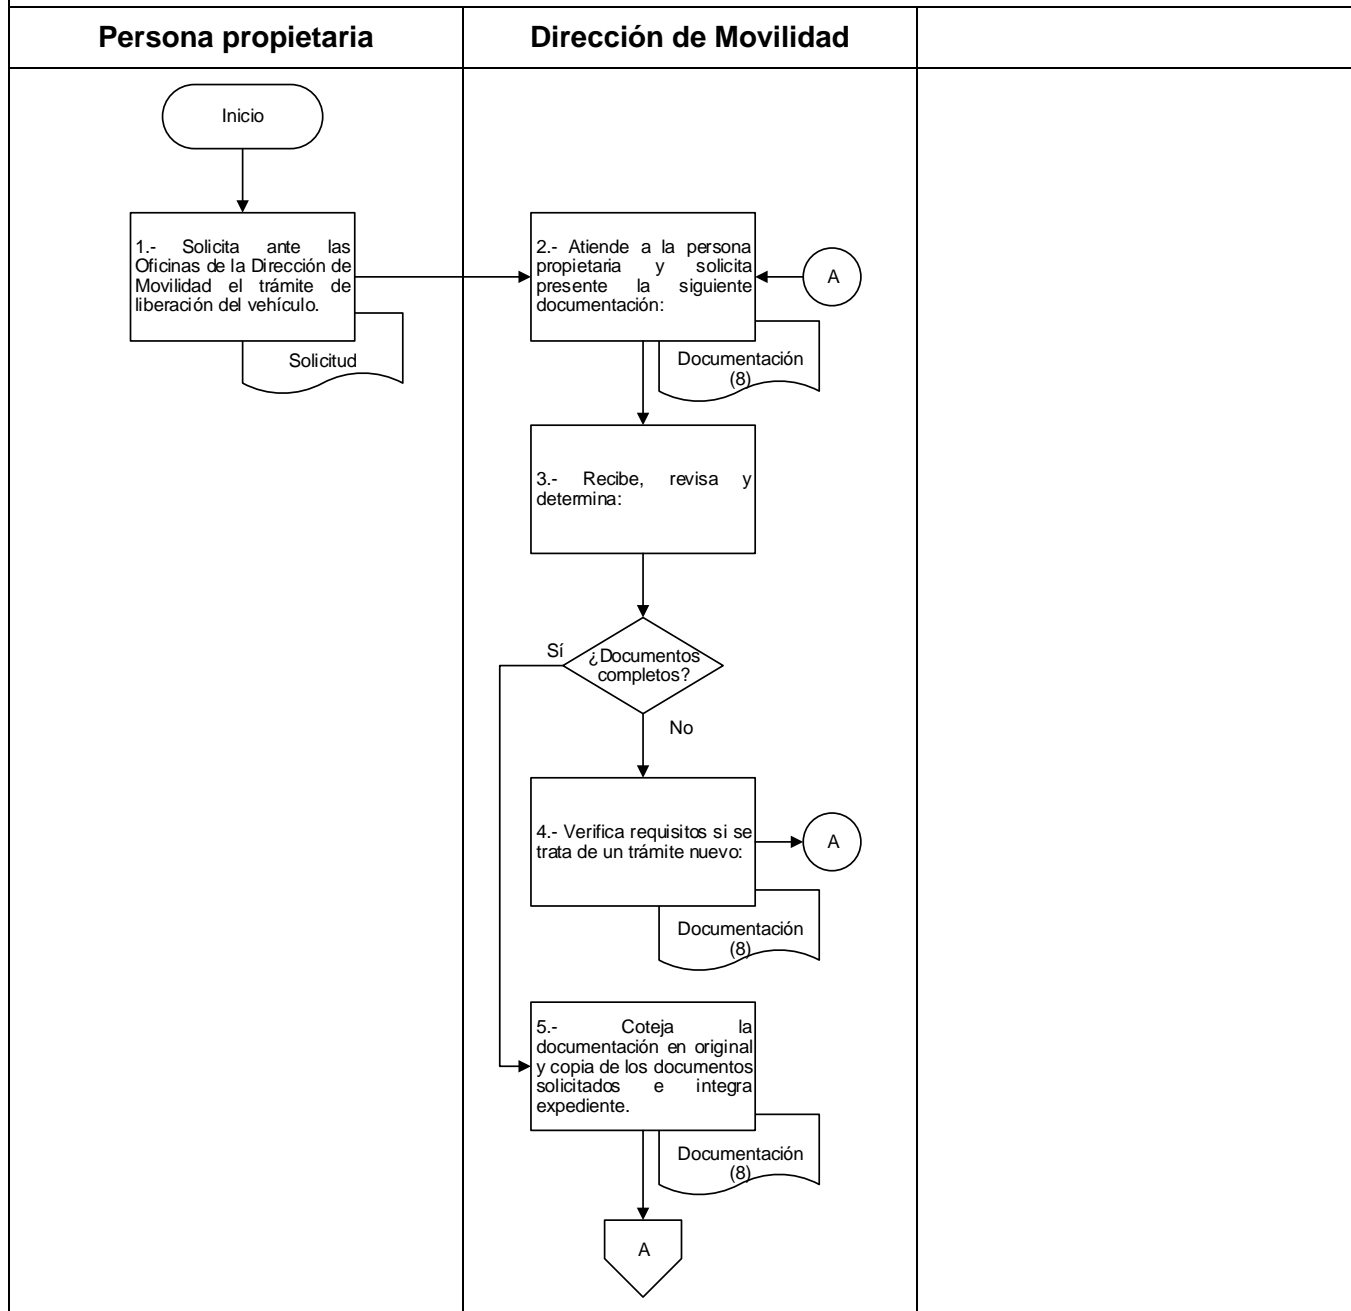 Persona propietaria
Dirección de Movilidad
Inicio
1.- Solicita ante las
Oficinas de la Dirección de
Movilidad el trámite de
liberación del vehículo.
Solicitud
2.- Atiende a la persona
propietaria y solicita
presente la siguiente
documentación:
A
Documentación
(8)
3.- Recibe, revisa y
determina:
Sí
¿Documentos
completos?
No
4.- Verifica requisitos si se
trata de un trámite nuevo:
A
Documentación
(8)
5.- Coteja la
documentación en original
y copia de los documentos
solicitados e integra
expediente.
Documentación
(8)
A